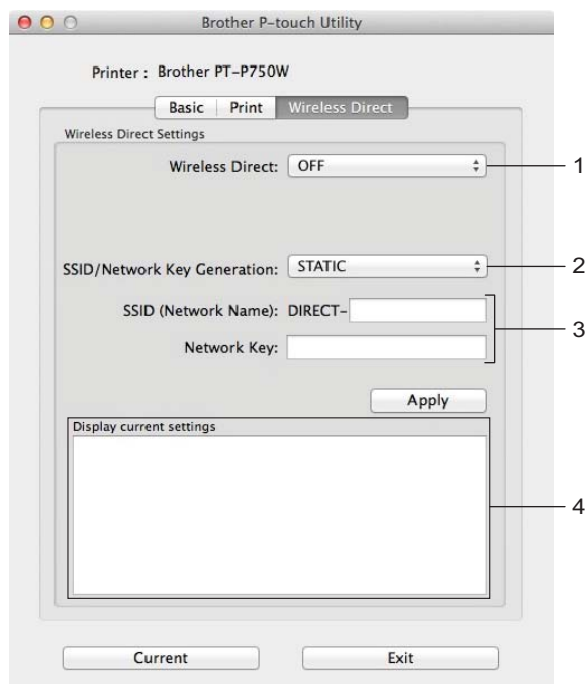 Brother P-touch Utility
Printer : Brother PT-P750W
Basic Print Wireless Direct
Wireless Direct Settings
Wireless Direct: OFF 1
SSID/Network Key Generation: STATIC 2
SSID (Network Name): DIRECT-
3
Network Key:
Apply
Display current settings
4
Current Exit